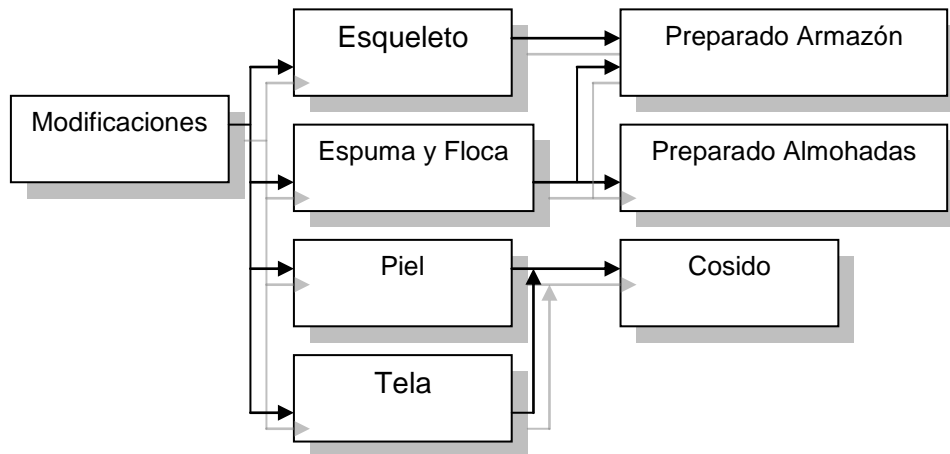 Esqueleto
Preparado Armazón
Modificaciones
Espuma y Floca
Preparado Almohadas
Piel
Cosido
Tela